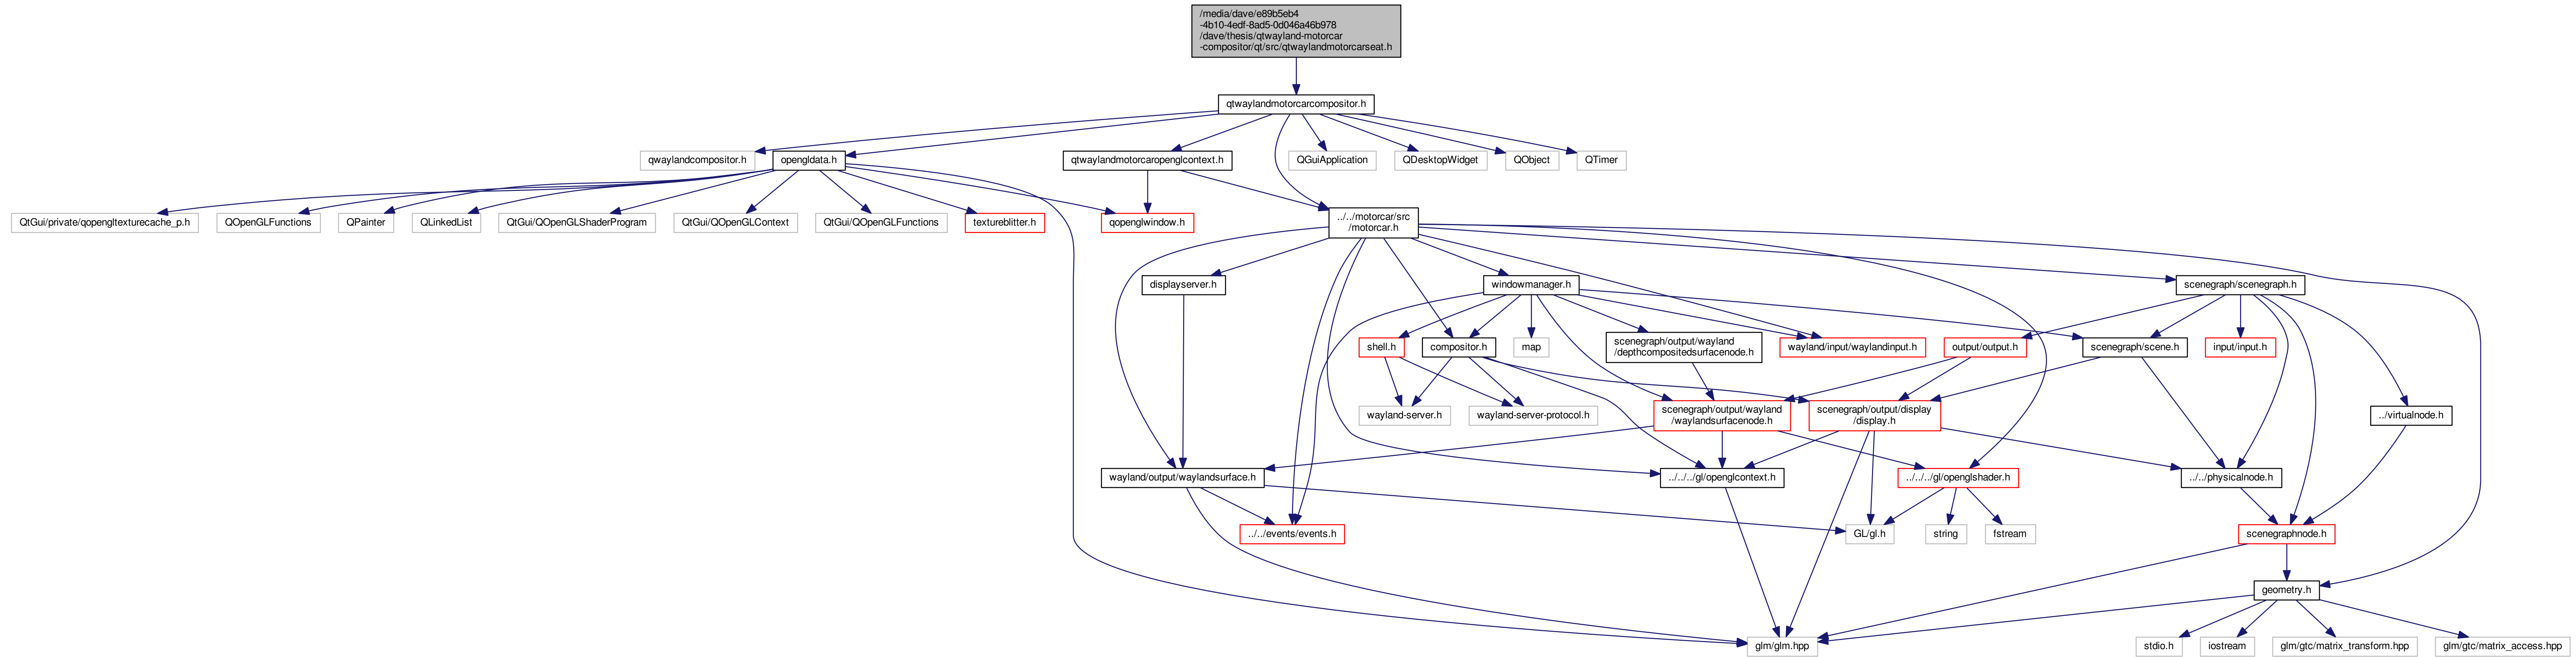 /media/dave/e89b5eb4
-4b10-4edf-8ad5-0d046a46b978
/dave/thesis/qtwayland-motorcar
-compositor/qt/src/qtwaylandmotorcarseat.h
qtwaylandmotorcarcompositor.h
qwaylandcompositor.h
opengldata.h
qtwaylandmotorcaropenglcontext.h
QGuiApplication
QDesktopWidget
QObject
QTimer
QtGui/private/qopengltexturecache_p.h
QOpenGLFunctions
QPainter
QLinkedList
QtGui/QOpenGLShaderProgram
QtGui/QOpenGLContext
QtGui/QOpenGLFunctions
textureblitter.h
qopenglwindow.h
../../motorcar/src
/motorcar.h
displayserver.h
windowmanager.h
scenegraph/scenegraph.h
shell.h
compositor.h
map
scenegraph/output/wayland
/depthcompositedsurfacenode.h
wayland/input/waylandinput.h
output/output.h
scenegraph/scene.h
input/input.h
wayland-server.h
wayland-server-protocol.h
scenegraph/output/wayland
/waylandsurfacenode.h
scenegraph/output/display
/display.h
../virtualnode.h
wayland/output/waylandsurface.h
../../../gl/openglcontext.h
../../../gl/openglshader.h
../../physicalnode.h
../../events/events.h
GL/gl.h
string
fstream
scenegraphnode.h
geometry.h
glm/glm.hpp
stdio.h
iostream
glm/gtc/matrix_transform.hpp
glm/gtc/matrix_access.hpp